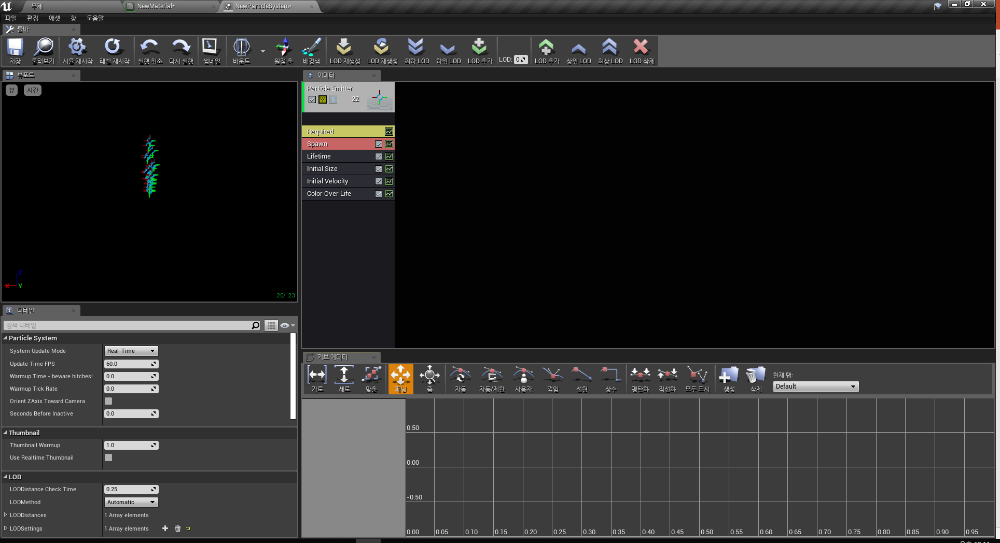 무제
NewMaterial*
NewParticleSystem*
파일 편집 애셋 창 도움말
툴바
저장 둘러보기 시뮬 재시작 레벨 재시작 실행 취소 다시 실행 썸네일 바운드 원점 축 배경색 LOD 재생성 LOD 재생성 최하 LOD 하위 LOD LOD 추가 LOD: 0 LOD 추가 상위 LOD 최상 LOD LOD 삭제
뷰포트
뷰 시간
Z
X Y
20/ 23
이미터
Particle Emitter
S 22
Required
Spawn
Lifetime
Initial Size
Initial Velocity
Color Over Life
디테일
검색 디테일
Particle System
System Update Mode Real-Time
Update Time FPS 60.0
Warmup Time - beware hitches! 0.0
Warmup Tick Rate 0.0
Orient ZAxis Toward Camera
Seconds Before Inactive 0.0
Thumbnail
Thumbnail Warmup 1.0
Use Realtime Thumbnail
LOD
LODDistance Check Time 0.25
LODMethod Automatic
LODDistances 1 Array elements
LODSettings 1 Array elements
커브 에디터
가로 세로 맞춤 패닝 줌 자동 자동/제한 사용자 꺾임 선형 상수 평탄화 직선화 모두 표시 생성 삭제
현재 탭:
Default
0.50
0.00
-0.50
0.00 0.05 0.10 0.15 0.20 0.25 0.30 0.35 0.40 0.45 0.50 0.55 0.60 0.65 0.70 0.75 0.80 0.85 0.90 0.95